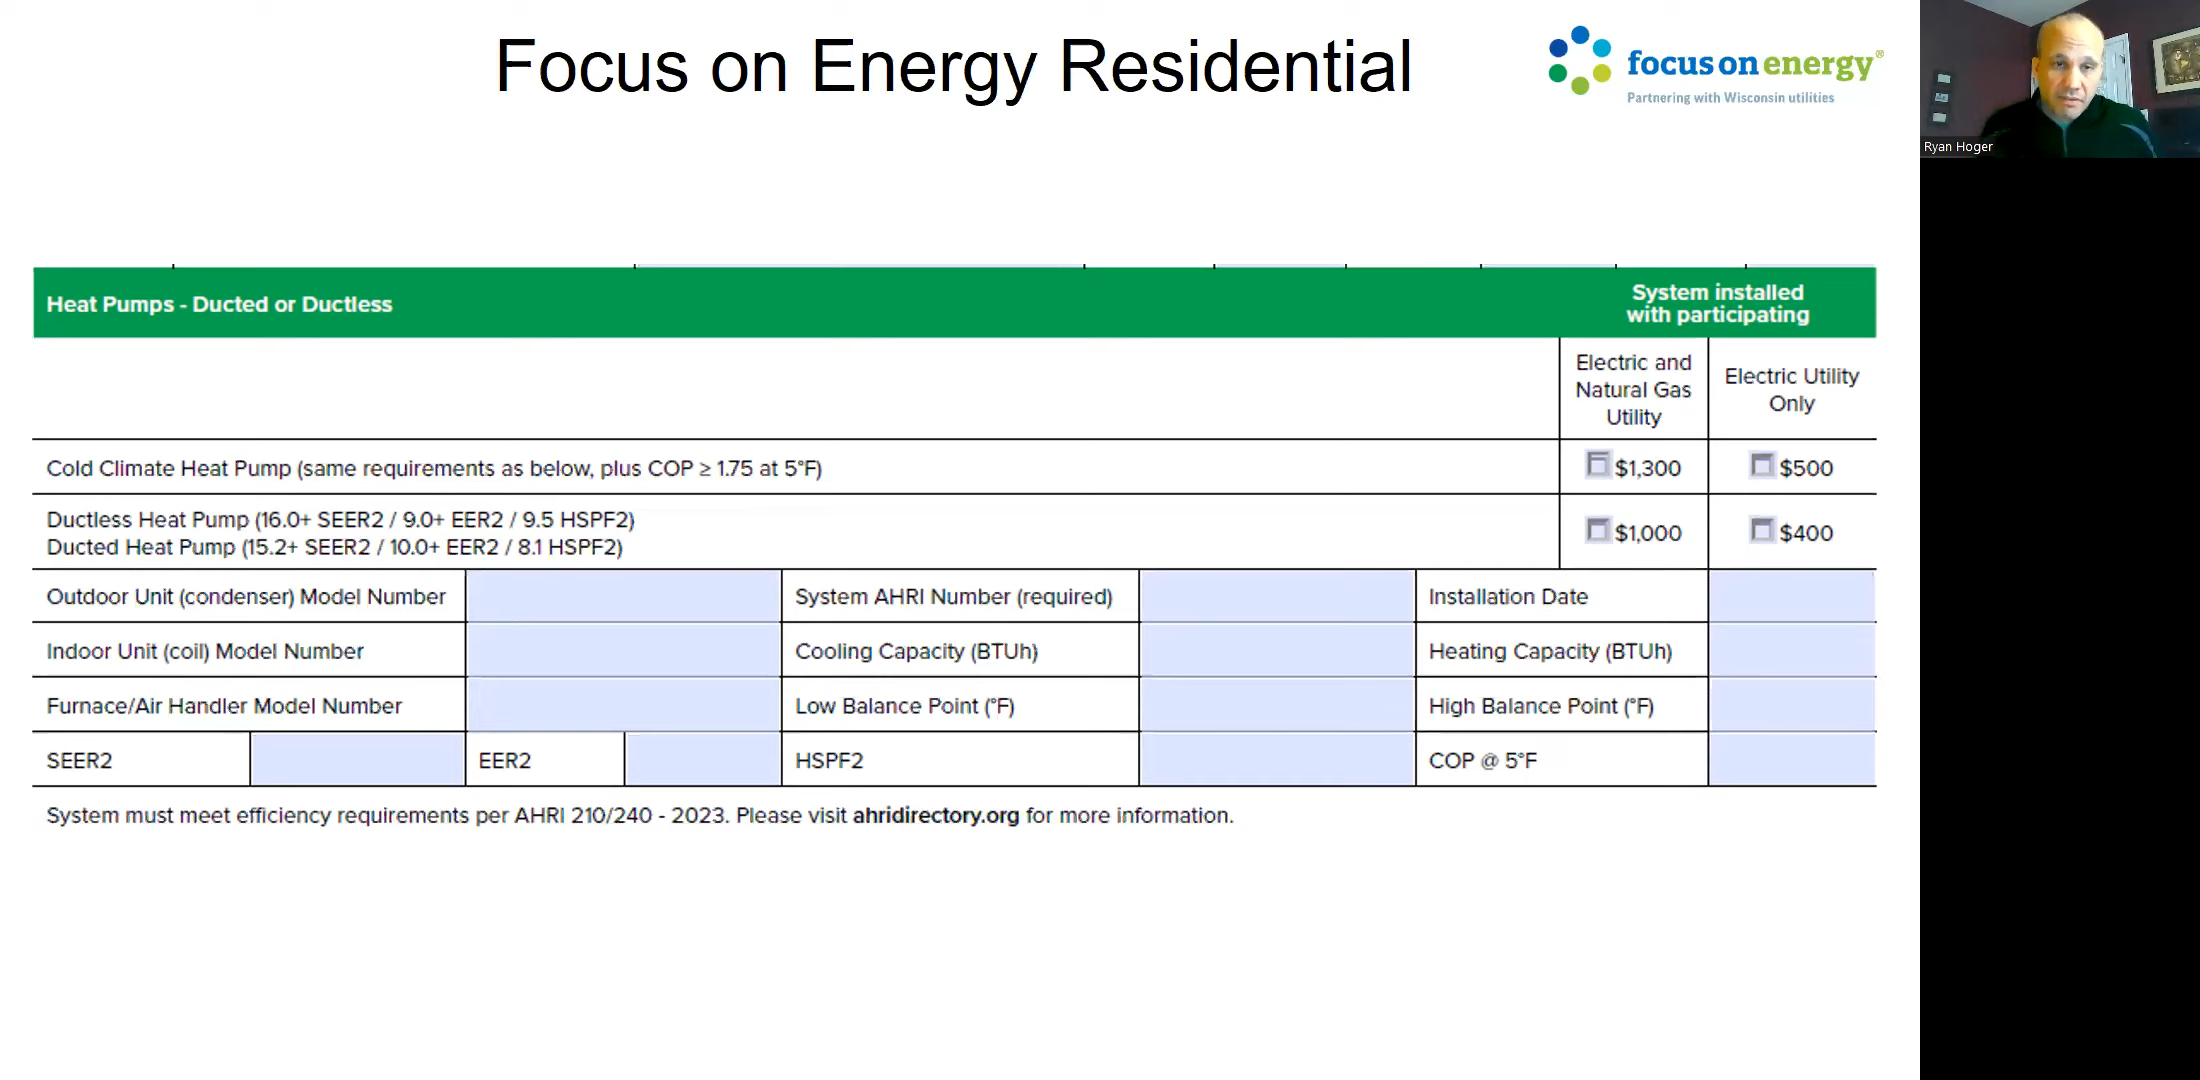 Focus on Energy Residential
focus on energy®
Partnering with Wisconsin utilities
Ryan Hoger
Heat Pumps - Ducted or Ductless
System installed
with participating
Electric and
Natural Gas
Utility
Electric Utility
Only
Cold Climate Heat Pump (same requirements as below, plus COP ≥ 1.75 at 5°F)
$1,300
$500
Ductless Heat Pump (16.0+ SEER2 / 9.0+ EER2 / 9.5 HSPF2)
Ducted Heat Pump (15.2+ SEER2 / 10.0+ EER2 / 8.1 HSPF2)
$1,000
$400
Outdoor Unit (condenser) Model Number
System AHRI Number (required)
Installation Date
Indoor Unit (coil) Model Number
Cooling Capacity (BTUh)
Heating Capacity (BTUh)
Furnace/Air Handler Model Number
Low Balance Point (°F)
High Balance Point (°F)
SEER2
EER2
HSPF2
COP @ 5°F
System must meet efficiency requirements per AHRI 210/240 - 2023. Please visit ahridirectory.org for more information.